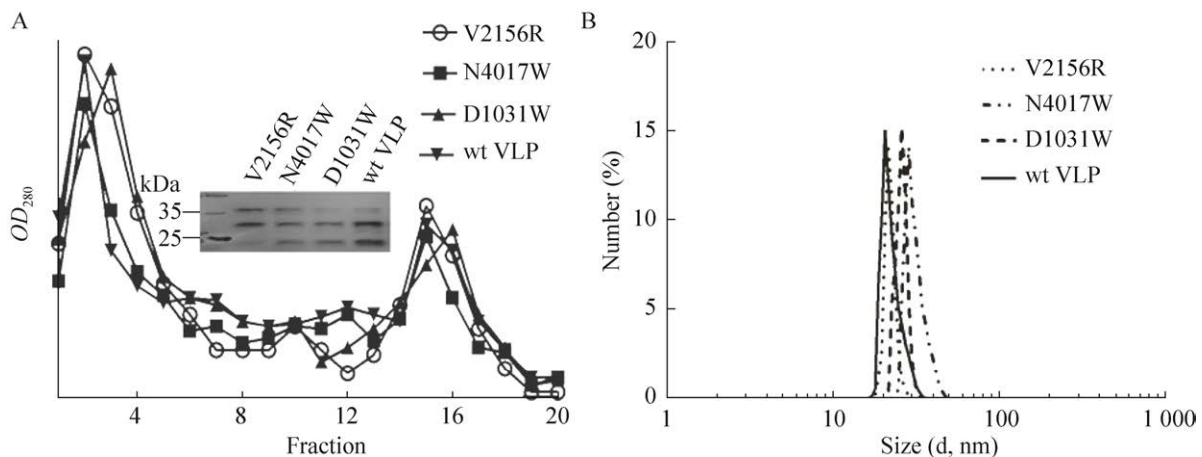 A
V2156R
N4017W
D1031W
wt VLP
V2156R
N4017W
D1031W
wt VLP
kDa
35
25
OD280
4
8
12
16
20
Fraction
B
20
15
10
5
0
Number (%)
V2156R
N4017W
D1031W
wt VLP
1
10
100
1 000
Size (d, nm)